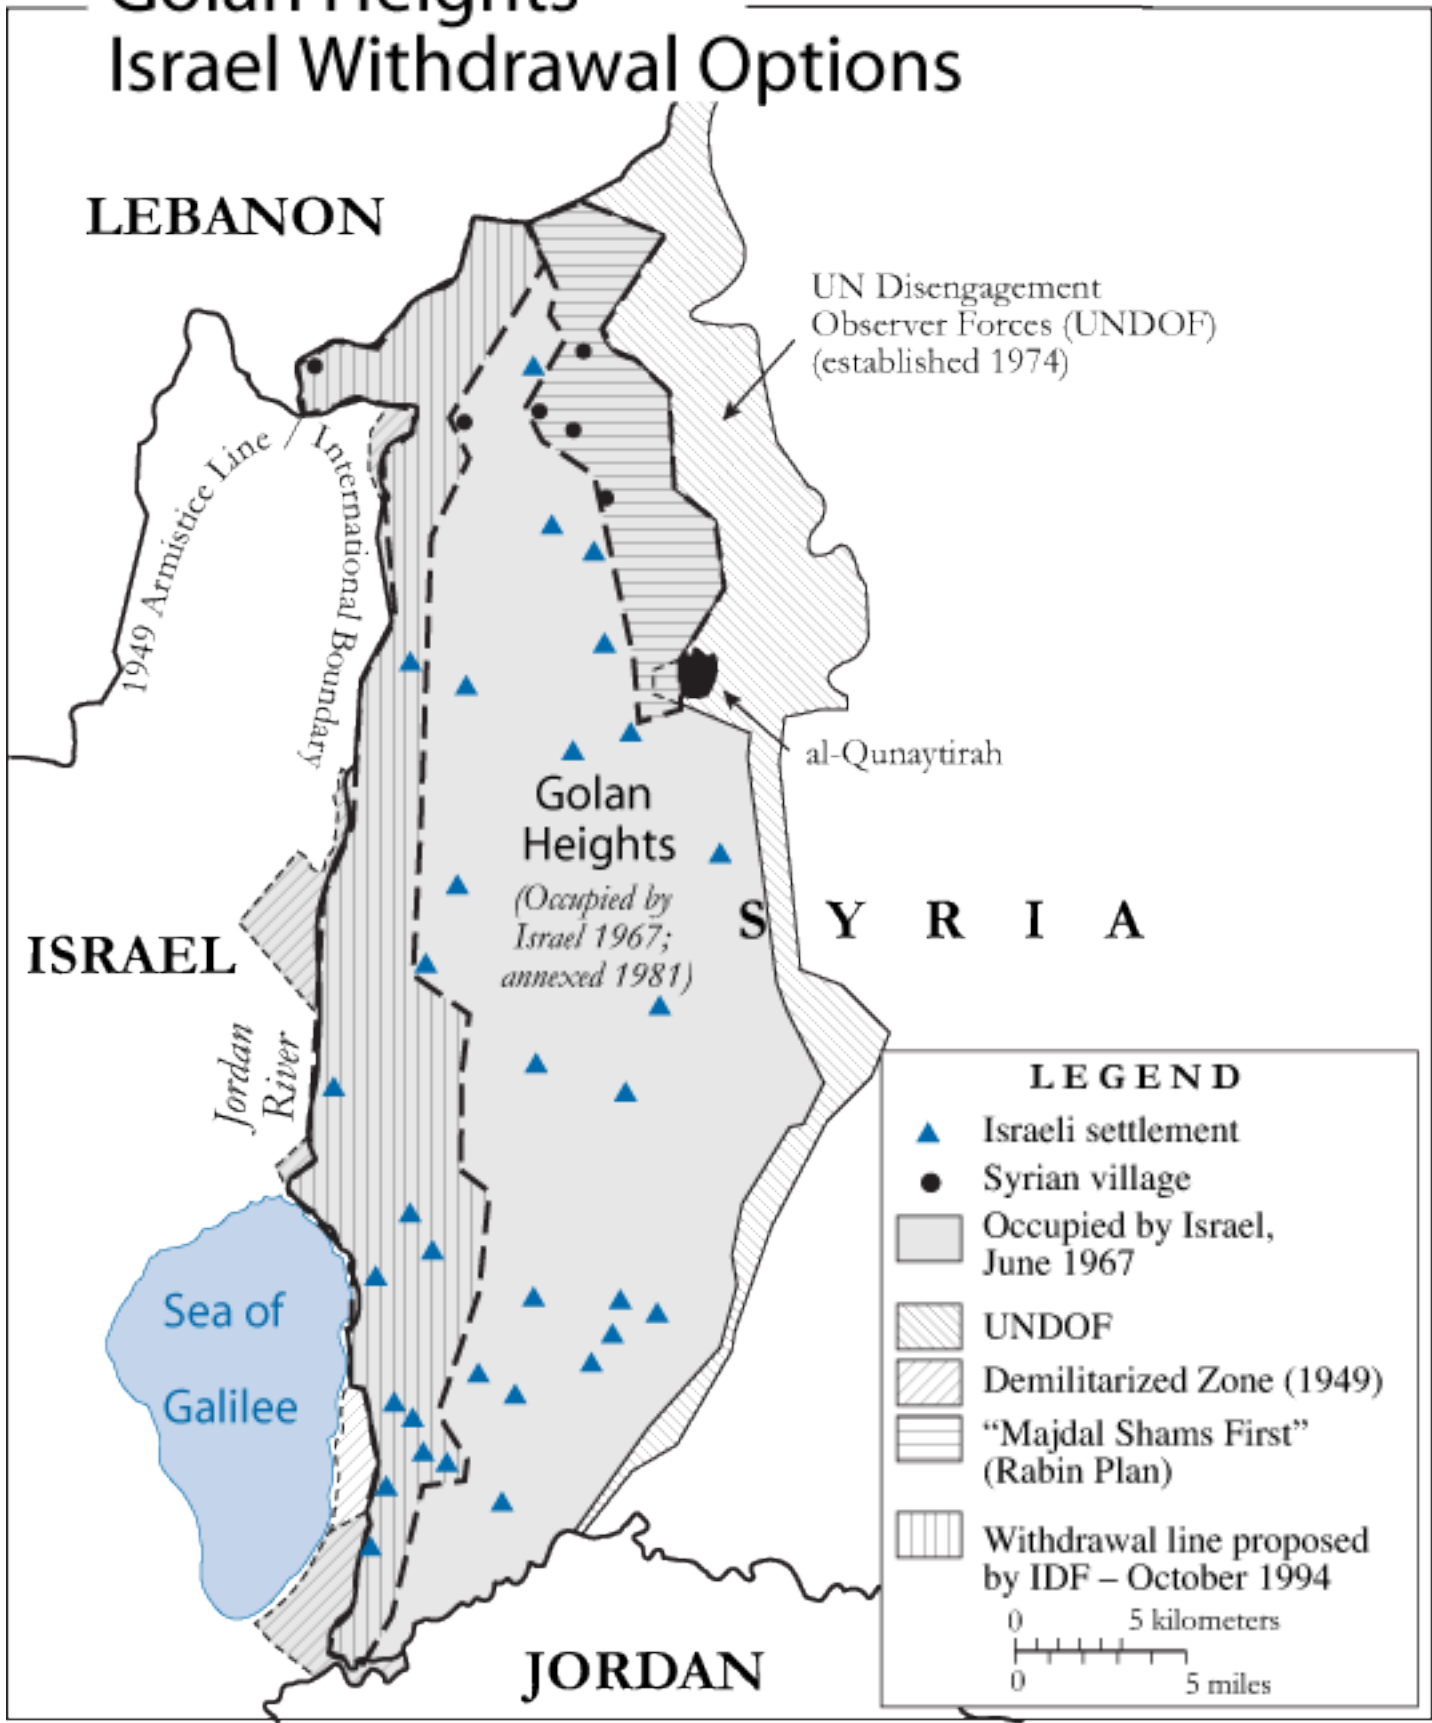 Golan Heights
Israel Withdrawal Options
LEBANON
UN Disengagement
Observer Forces (UNDOF)
(established 1974)
1949 Armistice Line
International Boundary
al-Qunaytirah
Golan
Heights
(Occupied by
Israel 1967;
annexed 1981)
SYRIA
ISRAEL
Jordan
River
Sea of
Galilee
JORDAN
LEGEND
Israeli settlement
Syrian village
Occupied by Israel,
June 1967
UNDOF
Demilitarized Zone (1949)
“Majdal Shams First”
(Rabin Plan)
Withdrawal line proposed
by IDF – October 1994
0 5 kilometers
0 5 miles